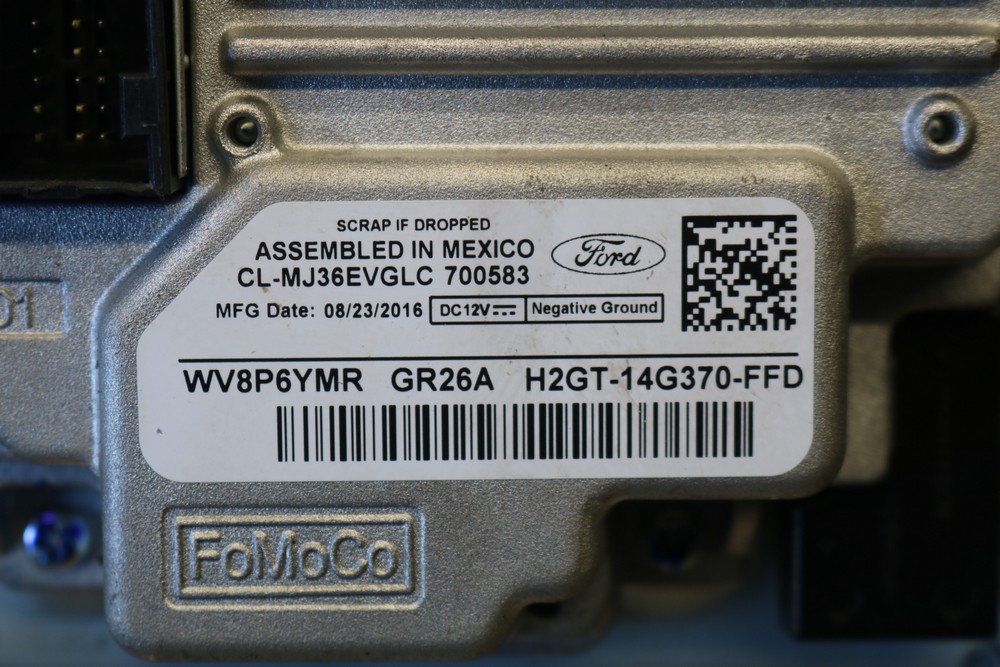 SCRAP IF DROPPED
ASSEMBLED IN MEXICO
Ford
CL-MJ36EVGLC 700583
MFG Date: 08/23/2016 DC12V Negative Ground
01
WV8P6YMR GR26A H2GT-14G370-FFD
FoMoCo